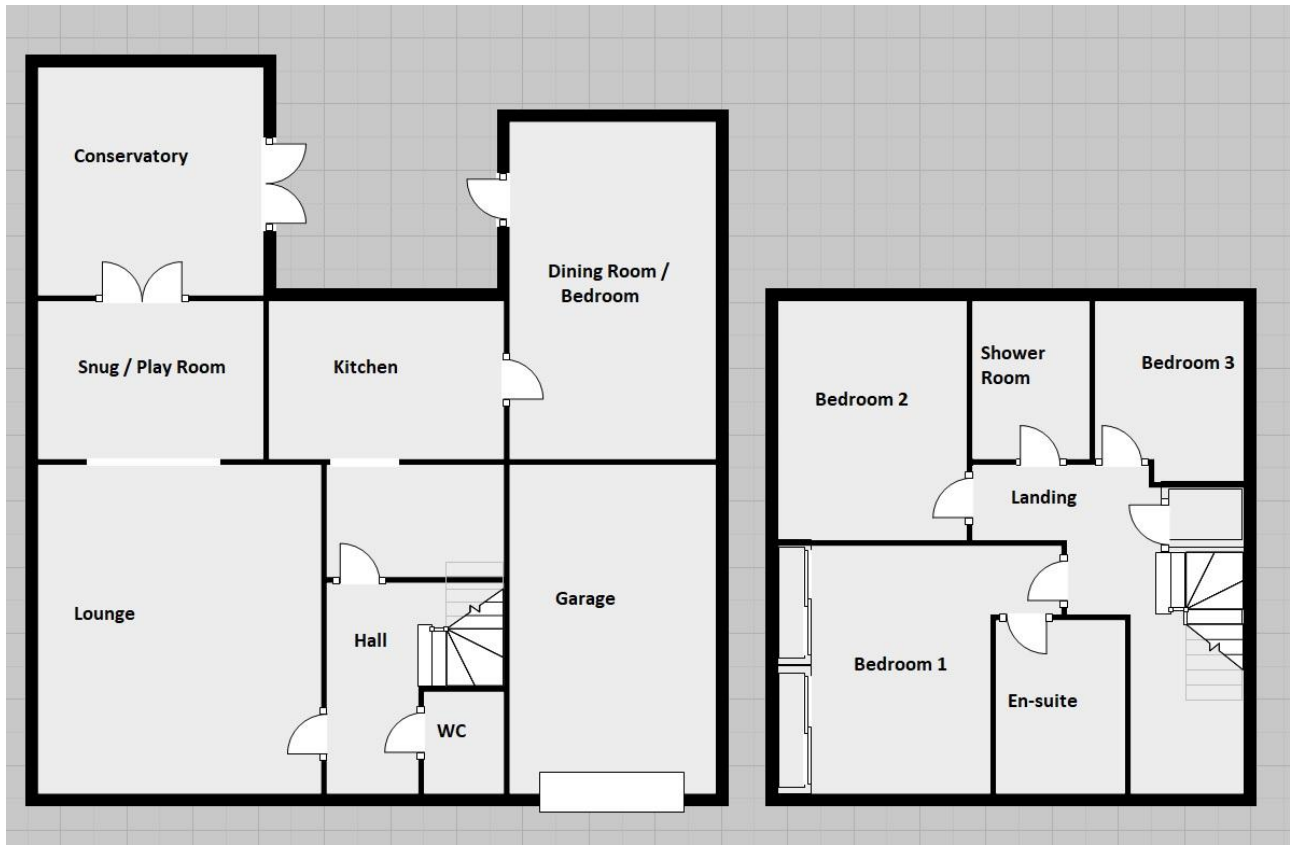 Conservatory
Dining Room /
Bedroom
Snug / Play Room
Kitchen
Lounge
Hall
Garage
WC
Shower
Room
Bedroom 3
Bedroom 2
Landing
Bedroom 1
En-suite